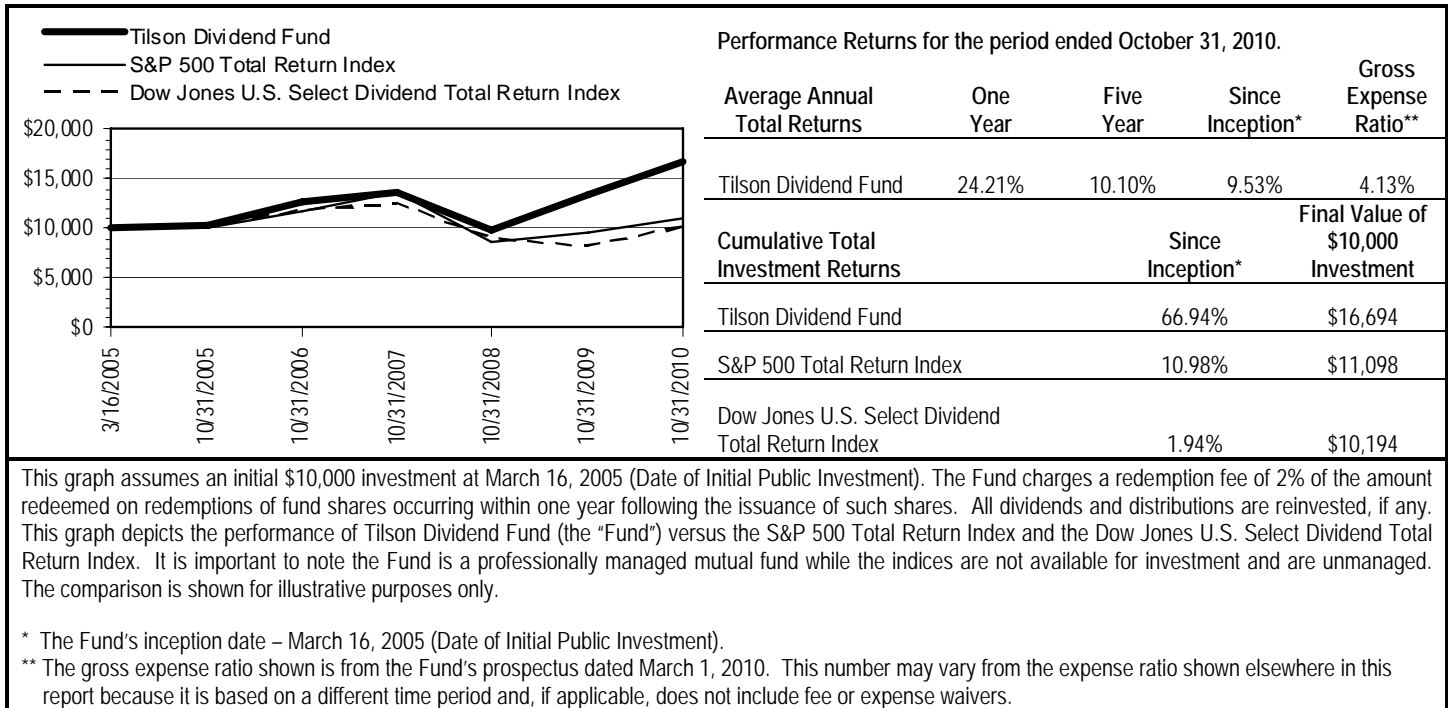 Tilson Dividend Fund
S&P 500 Total Return Index
Dow Jones U.S. Select Dividend Total Return Index
$20,000
$15,000
$10,000
$5,000
$0
3/16/2005
10/31/2005
10/31/2006
10/31/2007
10/31/2008
10/31/2009
10/31/2010
Performance Returns for the period ended October 31, 2010.
Average Annual Total Returns
One Year
Five Year
Since Inception*
Gross Expense Ratio**
Tilson Dividend Fund 24.21% 10.10% 9.53% 4.13%
Cumulative Total Investment Returns
Since Inception*
Final Value of $10,000 Investment
Tilson Dividend Fund 66.94% $16,694
S&P 500 Total Return Index 10.98% $11,098
Dow Jones U.S. Select Dividend
Total Return Index 1.94% $10,194
This graph assumes an initial $10,000 investment at March 16, 2005 (Date of Initial Public Investment). The Fund charges a redemption fee of 2% of the amount
redeemed on redemptions of fund shares occurring within one year following the issuance of such shares. All dividends and distributions are reinvested, if any.
This graph depicts the performance of Tilson Dividend Fund (the "Fund") versus the S&P 500 Total Return Index and the Dow Jones U.S. Select Dividend Total
Return Index. It is important to note the Fund is a professionally managed mutual fund while the indices are not available for investment and are unmanaged.
The comparison is shown for illustrative purposes only.
* The Fund's inception date – March 16, 2005 (Date of Initial Public Investment).
** The gross expense ratio shown is from the Fund's prospectus dated March 1, 2010. This number may vary from the expense ratio shown elsewhere in this
report because it is based on a different time period and, if applicable, does not include fee or expense waivers.